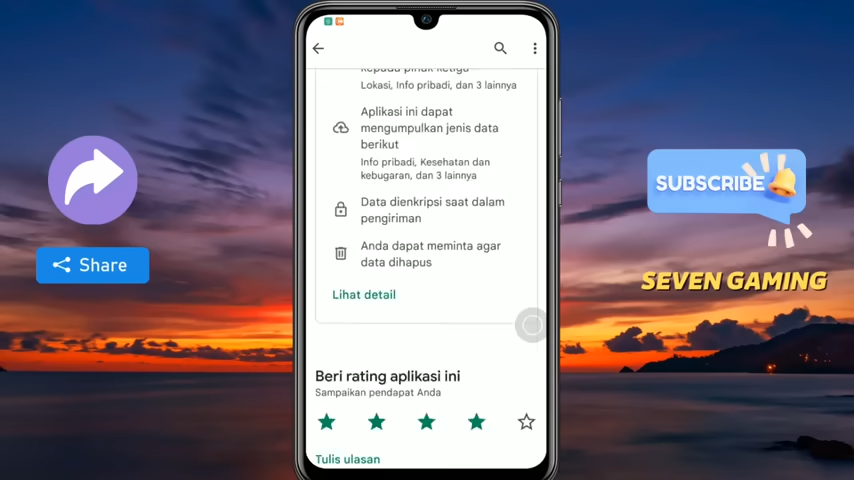 kepada pihak ketiga
Lokasi, Info pribadi, dan 3 lainnya
Aplikasi ini dapat
mengumpulkan jenis data
berikut
Info pribadi, Kesehatan dan
kebugaran, dan 3 lainnya
Data dienkripsi saat dalam
pengiriman
Anda dapat meminta agar
data dihapus
Lihat detail
Beri rating aplikasi ini
Sampaikan pendapat Anda
Tulis ulasan
Share
SUBSCRIBE
SEVEN GAMING